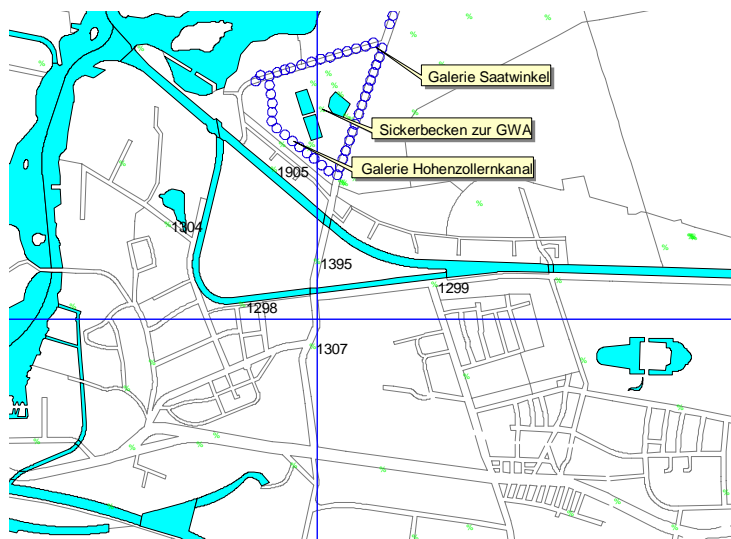 Galerie Saatwinkel
Sickerbecken zur GWA
Galerie Hohenzollernkanal
1905
1304
1395
1299
1298
1307